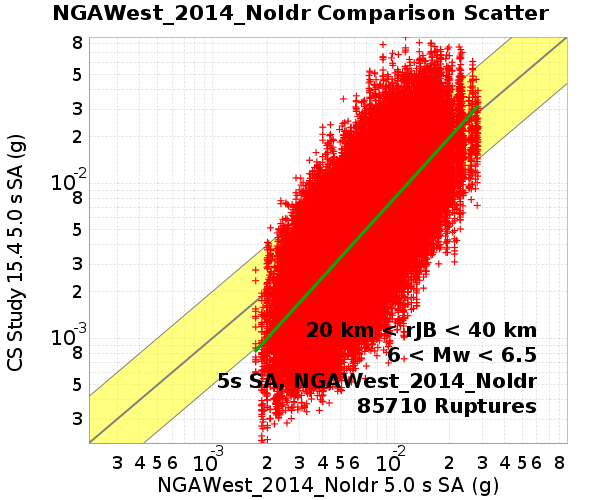 NGAWest_2014_NoIdr Comparison Scatter
CS Study 15.4 5.0 s SA (g)
8
5
3
2
10^-2
8
5
3
2
10^-3
8
5
3
20 km < rJB < 40 km
6 < Mw < 6.5
5s SA, NGAWest_2014_NoIdr
85710 Ruptures
3 4 5 6 10^-3 2 3 4 5 6 10^-2 2 3 4 5 6 8
NGAWest_2014_NoIdr 5.0 s SA (g)